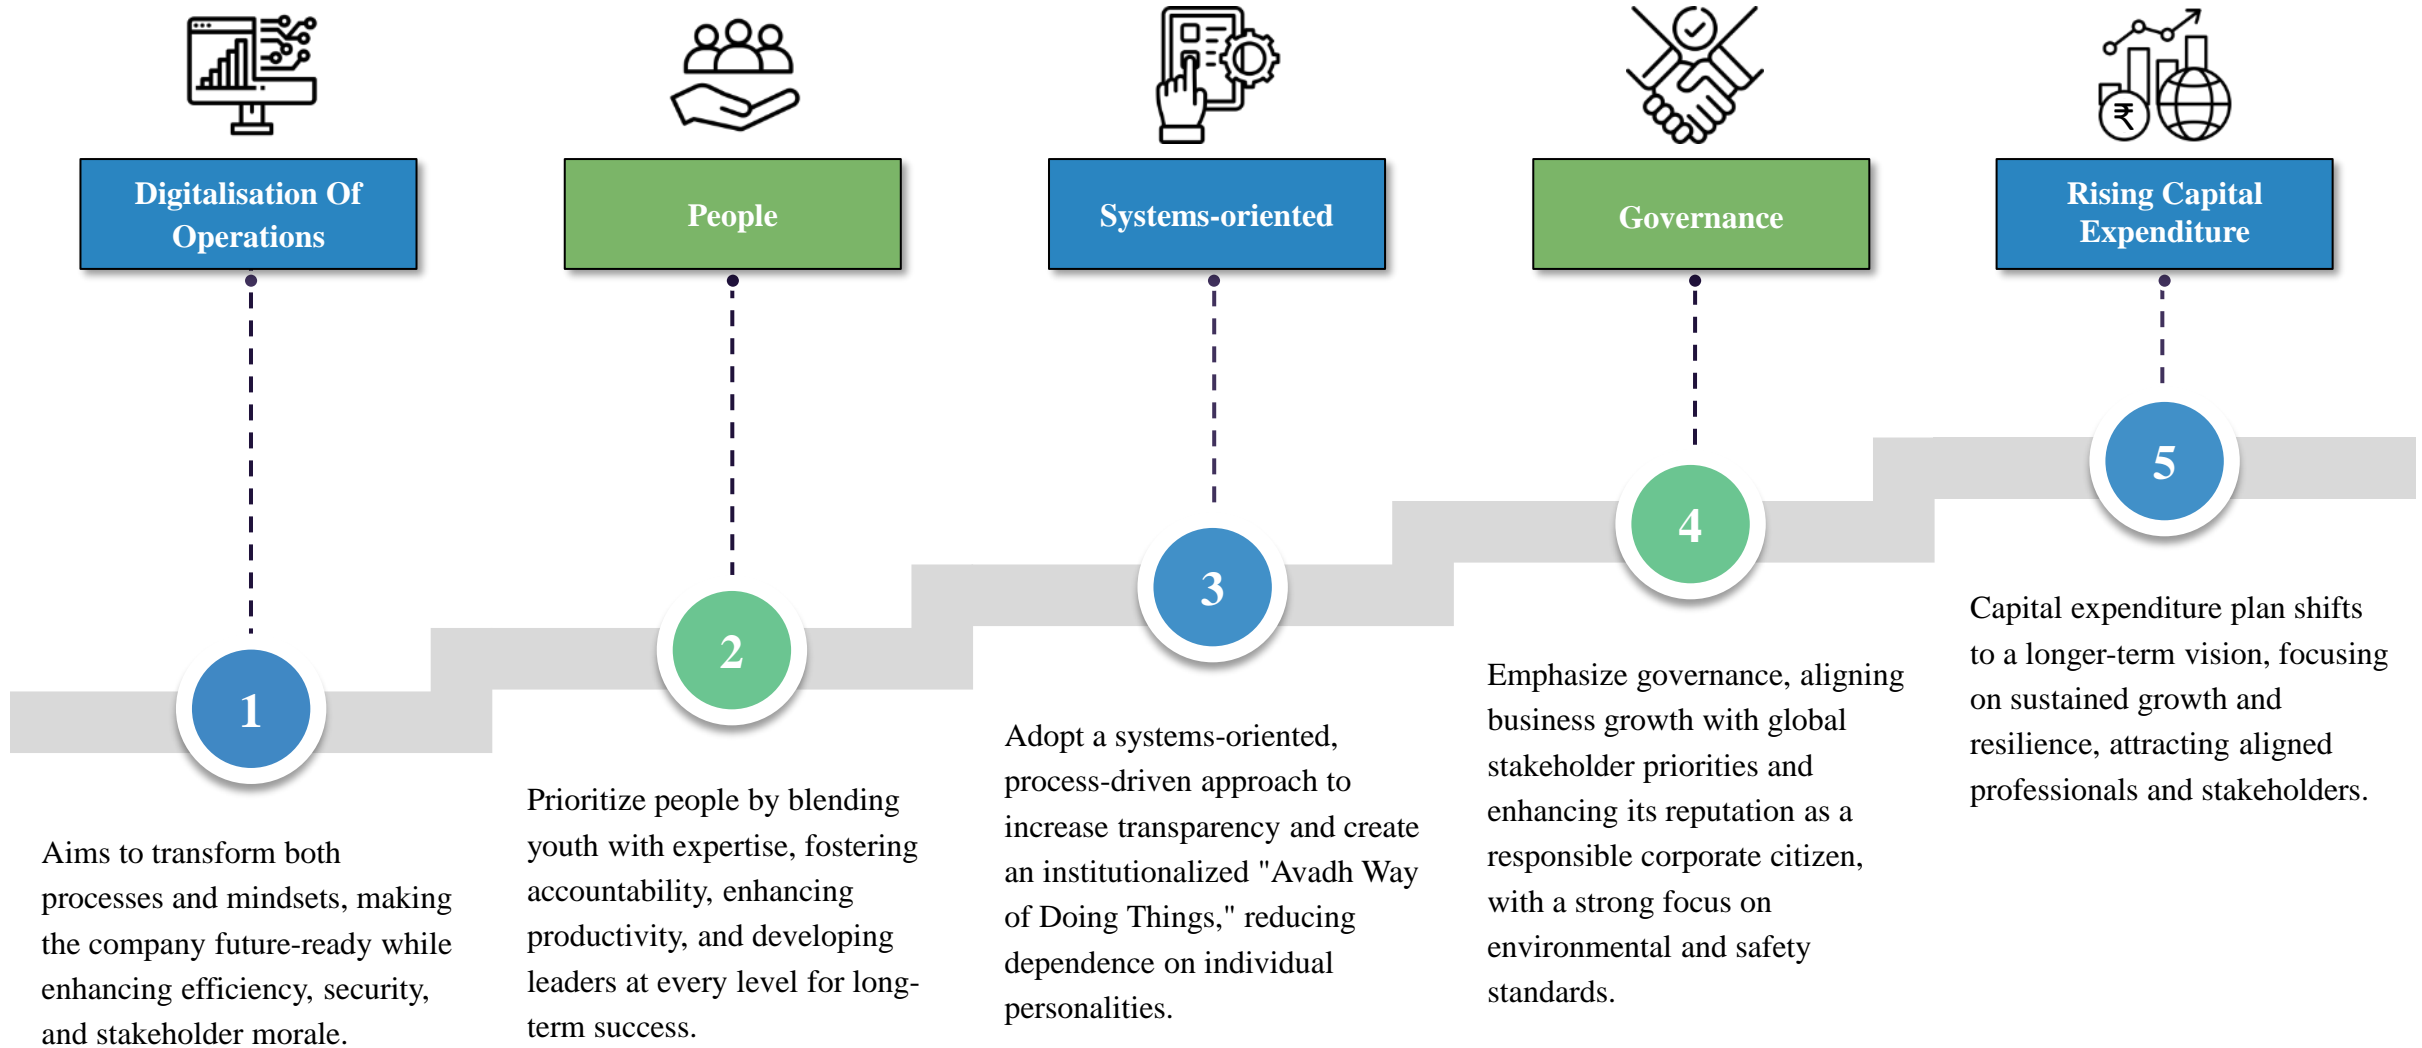 Digitalisation Of
Operations
People
Systems-oriented
Governance
Rising Capital
Expenditure
₹
1
2
3
4
5
Aims to transform both
processes and mindsets, making
the company future-ready while
enhancing efficiency, security,
and stakeholder morale.
Prioritize people by blending
youth with expertise, fostering
accountability, enhancing
productivity, and developing
leaders at every level for long-
term success.
Adopt a systems-oriented,
process-driven approach to
increase transparency and create
an institutionalized "Avadh Way
of Doing Things," reducing
dependence on individual
personalities.
Emphasize governance, aligning
business growth with global
stakeholder priorities and
enhancing its reputation as a
responsible corporate citizen,
with a strong focus on
environmental and safety
standards.
Capital expenditure plan shifts
to a longer-term vision, focusing
on sustained growth and
resilience, attracting aligned
professionals and stakeholders.